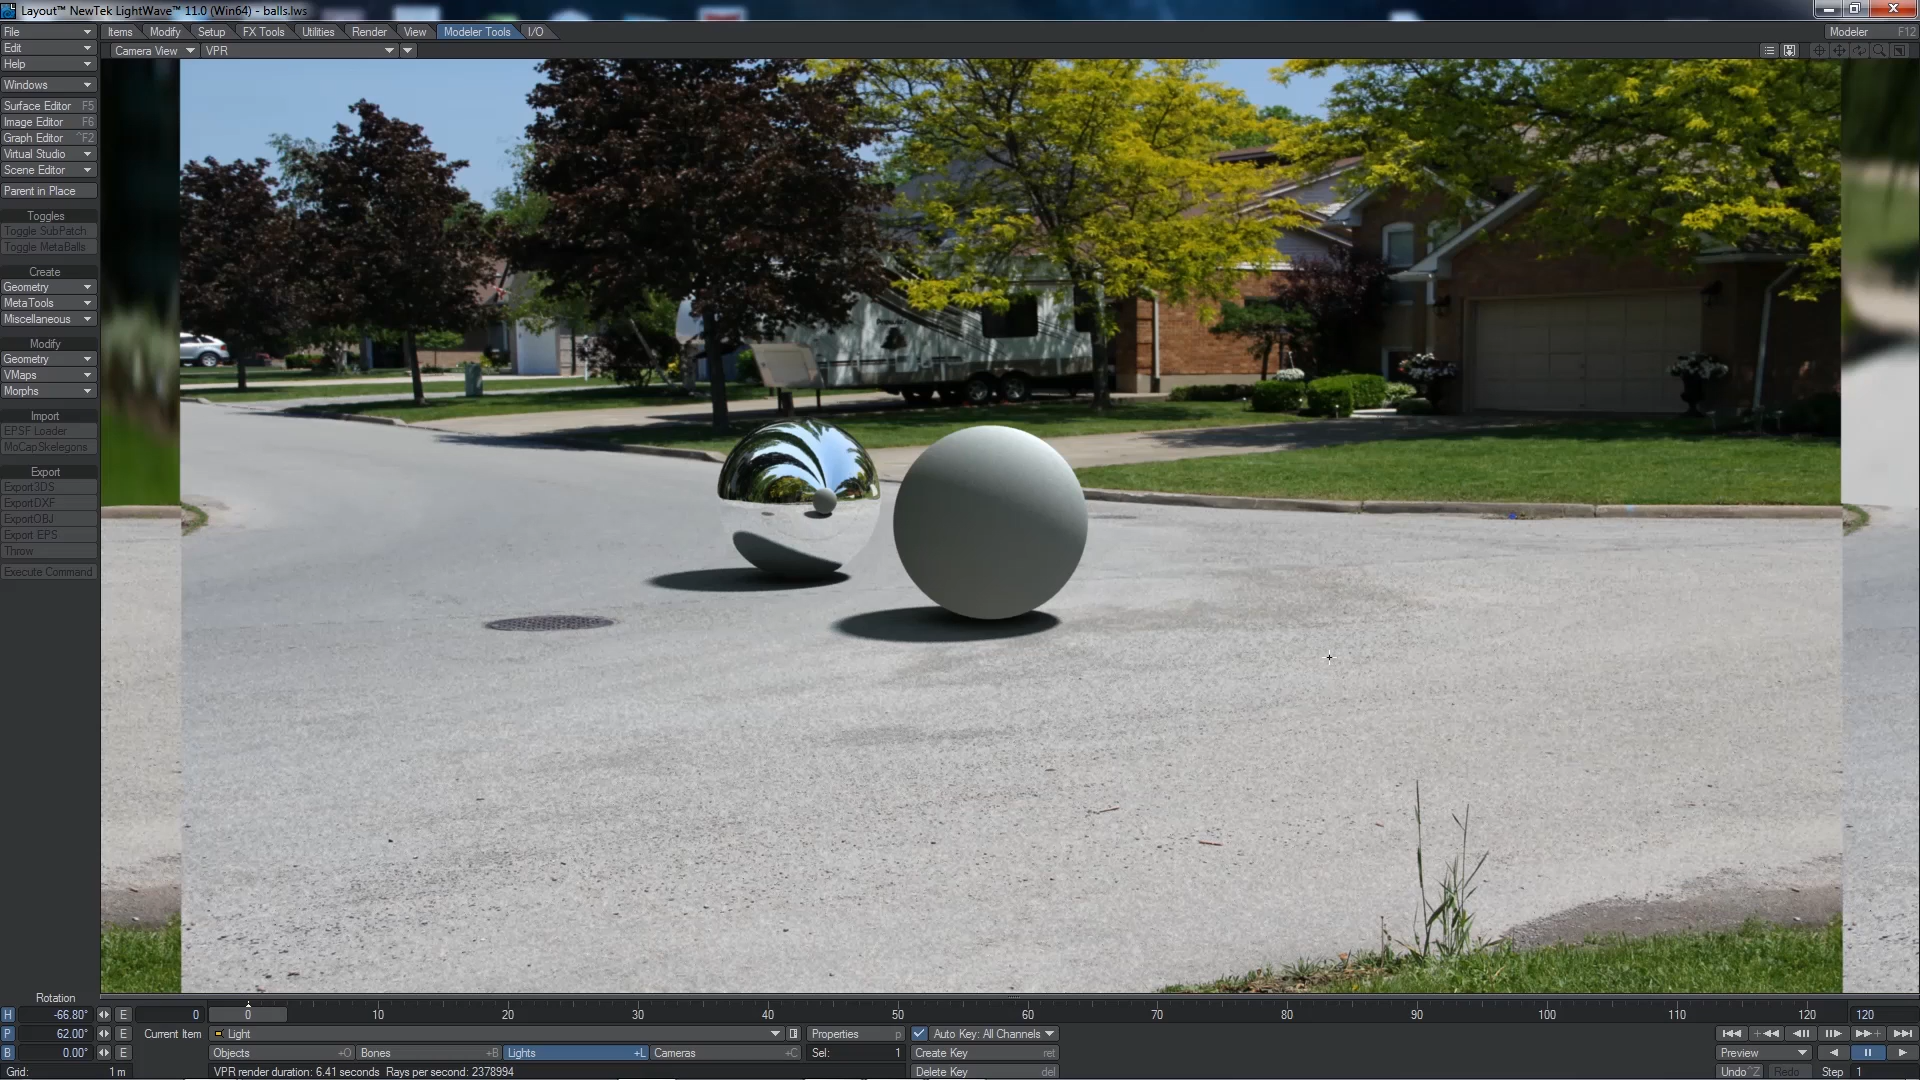 Layout™ NewTek LightWave™ 11.0 (Win64) - balls.lws
File
Items Modify Setup FX Tools Utilities Render View Modeler Tools I/O
Modeler F12
Edit
Camera View VPR
Help
Windows
Surface Editor F5
Image Editor F6
Graph Editor ^F2
Virtual Studio
Scene Editor
Parent in Place
Toggles
Toggle SubPatch
Toggle MetaBalls
Create
Geometry
MetaTools
Miscellaneous
Modify
Geometry
VMaps
Morphs
Import
EPSF Loader
MoCapSkelegons
Export
Export3DS
ExportDXF
ExportOBJ
Export EPS
Throw
Execute Command
Rotation
H -66.80° E 0
0 10 20 30 40 50 60 70 80 90 100 110 120 120
P 62.00° E Current Item Light Properties p Auto Key: All Channels
B 0.00° E Objects +O Bones +B Lights +L Cameras +C Sel: 1 Create Key ret Preview
Grid: 1 m VPR render duration: 6.41 seconds Rays per second: 2378994 Delete Key del Undo ^Z Redo Step 1